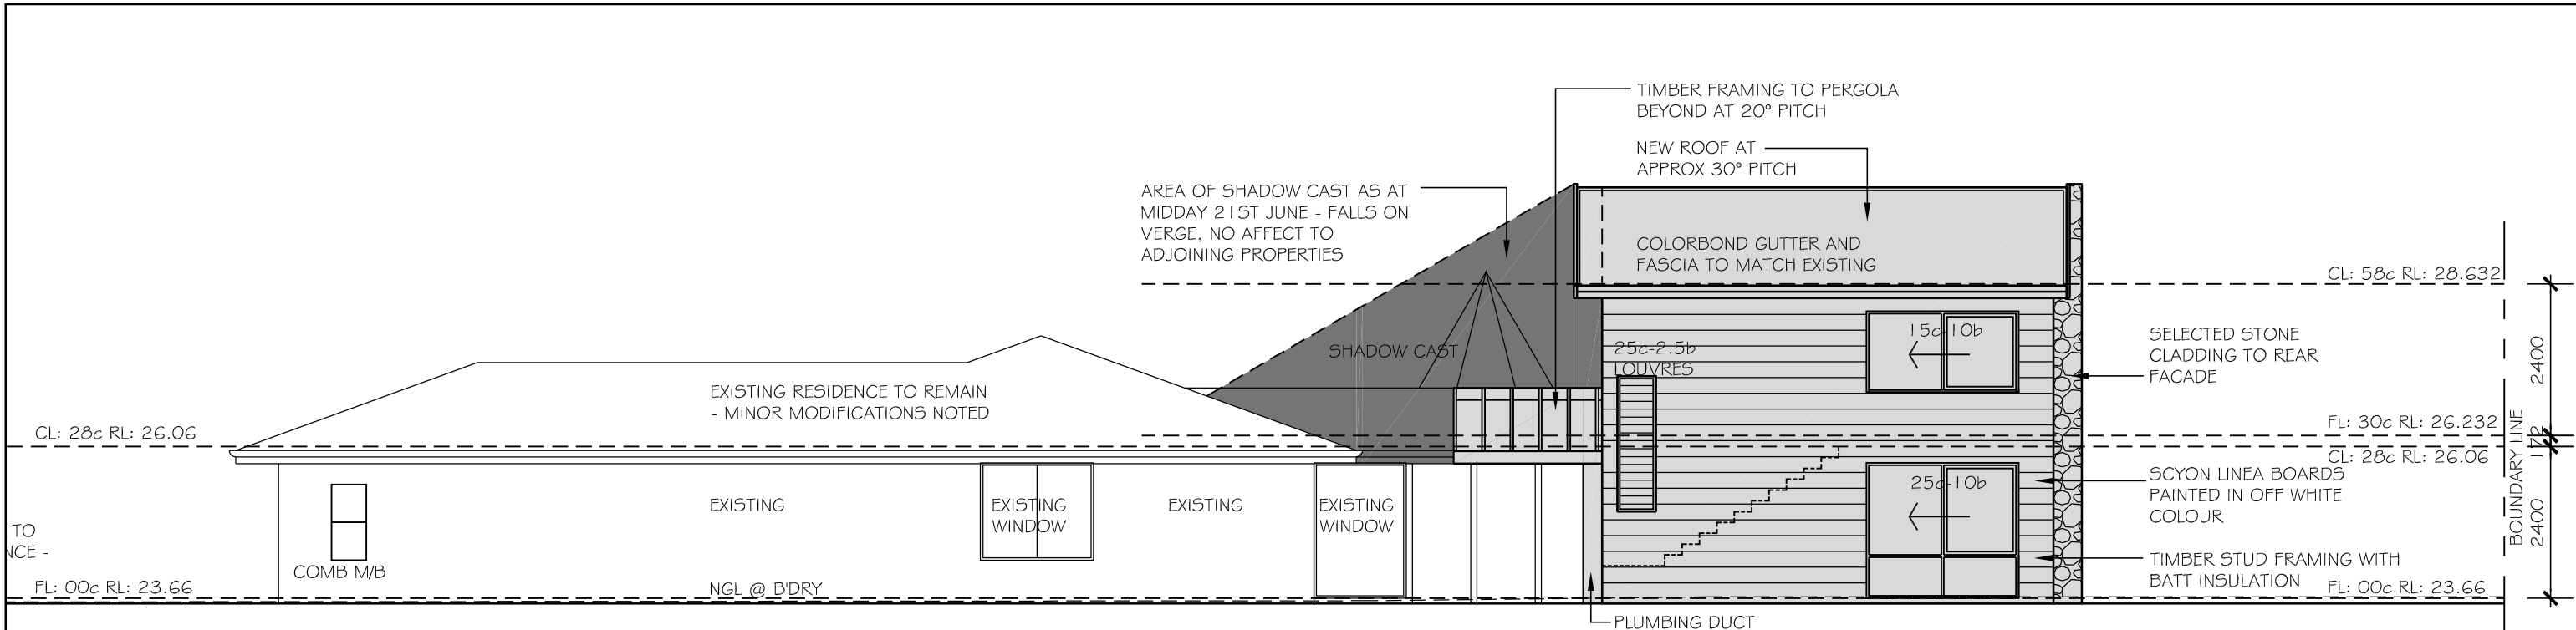 TIMBER FRAMING TO PERGOLA
BEYOND AT 20° PITCH
NEW ROOF AT
APPROX 30° PITCH
AREA OF SHADOW CAST AS AT
MIDDAY 21ST JUNE - FALLS ON
VERGE, NO AFFECT TO
ADJOINING PROPERTIES
COLORBOND GUTTER AND
FASCIA TO MATCH EXISTING
CL: 58c RL: 28.632
15c-10b
SELECTED STONE
CLADDING TO REAR
FACADE
2400
SHADOW CAST
25c-2.5b
LOUVRES
EXISTING RESIDENCE TO REMAIN
- MINOR MODIFICATIONS NOTED
CL: 28c RL: 26.06
FL: 30c RL: 26.232
172
CL: 28c RL: 26.06
BOUNDARY LINE
SCYON LINEA BOARDS
PAINTED IN OFF WHITE
COLOUR
25c-10b
2400
EXISTING
EXISTING
WINDOW
EXISTING
EXISTING
WINDOW
TO
NCE -
COMB M/B
TIMBER STUD FRAMING WITH
BATT INSULATION
FL: 00c RL: 23.66
NGL @ B'DRY
FL: 00c RL: 23.66
PLUMBING DUCT